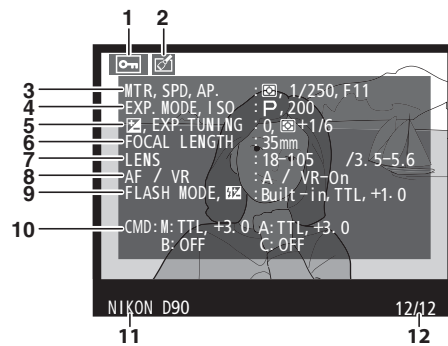 1 2
3 MTR, SPD, AP. : , 1/250, F11
4 EXP. MODE, ISO : P, 200
5 , EXP. TUNING : 0, +1/6
6 FOCAL LENGTH : 35mm
7 LENS : 18-105 /3.5-5.6
8 AF / VR : A / VR-On
9 FLASH MODE, : Built-in, TTL, +1.0
10 CMD: M: TTL, +3.0 A: TTL, +3.0
B: OFF C: OFF
NIKON D90 12/12
11 12